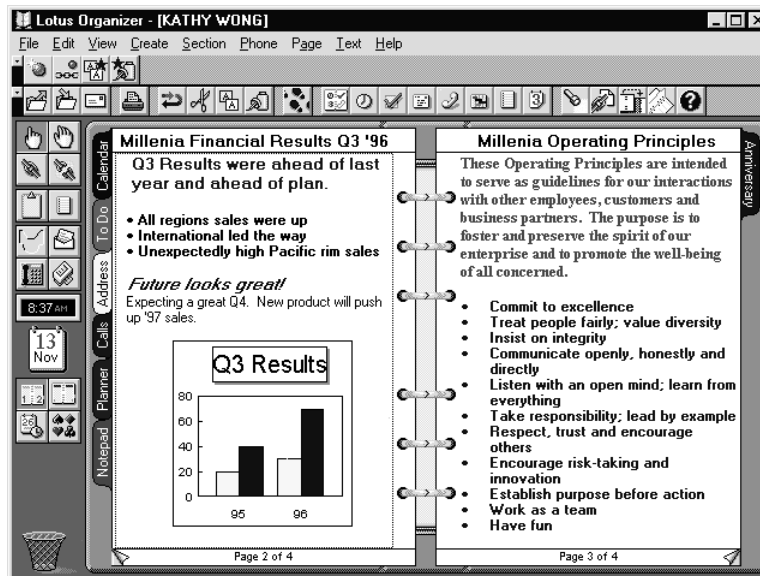 Lotus Organizer - [KATHY WONG]
File Edit View Create Section Phone Page Text Help
Calendar
To Do
Address
Calls
Planner
Notepad
8:37AM
13
Nov
1 2
26
Millenia Financial Results Q3 '96
Q3 Results were ahead of last
year and ahead of plan.
• All regions sales were up
• International led the way
• Unexpectedly high Pacific rim sales
Future looks great!
Expecting a great Q4. New product will push
up '97 sales.
Q3 Results
80
60
40
20
0
95 96
Page 2 of 4
Millenia Operating Principles
These Operating Principles are intended
to serve as guidelines for our interactions
with other employees, customers and
business partners. The purpose is to
foster and preserve the spirit of our
enterprise and to promote the well-being
of all concerned.
• Commit to excellence
• Treat people fairly; value diversity
• Insist on integrity
• Communicate openly, honestly and
directly
• Listen with an open mind; learn from
everything
• Take responsibility; lead by example
• Respect, trust and encourage
others
• Encourage risk-taking and
innovation
• Establish purpose before action
• Work as a team
• Have fun
Page 3 of 4
Anniversary